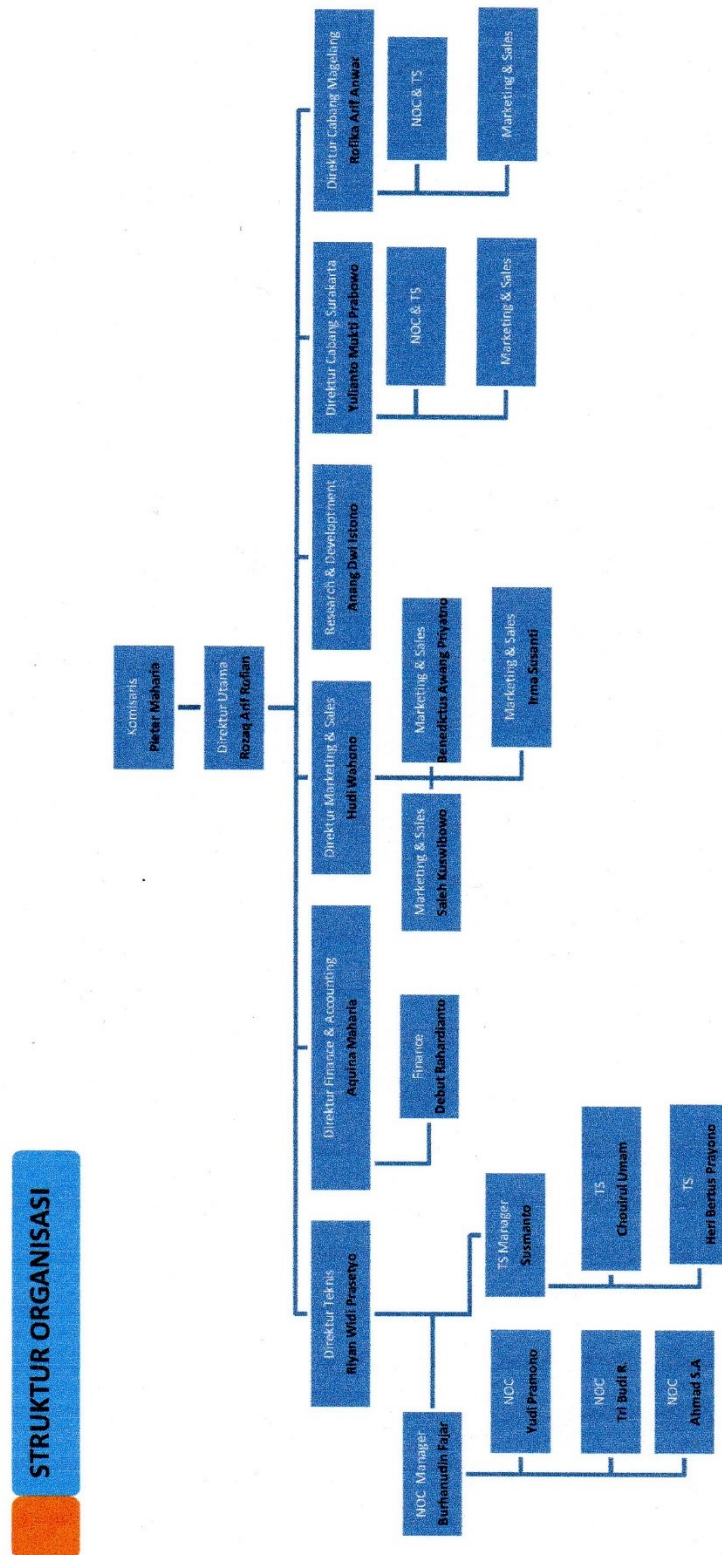 STRUKTUR ORGANISASI
Komisaris
Pieter Maharia
Direktur Utama
Rozaq Arif Rufian
Direktur Teknis
Riyan Widi Prasetyo
Direktur Finance & Accounting
Aquina Maharia
Direktur Marketing & Sales
Hudi Wahono
Research & Developtment
Anang Dwi Istono
Direktur Cabang Surakarta
Yulianto Mukti Prabowo
Direktur Cabang Magelang
Rofika Arif Anwar
NOC Manager
Burhanudin Fajar
NOC
Yudi Pramono
NOC
Tri Budi R.
NOC
Ahmad S.A
TS Manager
Susmanto
TS
Chouirul Umam
TS
Heri Bertus Prayono
Finance
Debut Rahardianto
Marketing & Sales
Saleh Kuswibowo
Marketing & Sales
Benedictus Awang Priyatno
Marketing & Sales
Irma Susanti
NOC & TS
Marketing & Sales
NOC & TS
Marketing & Sales